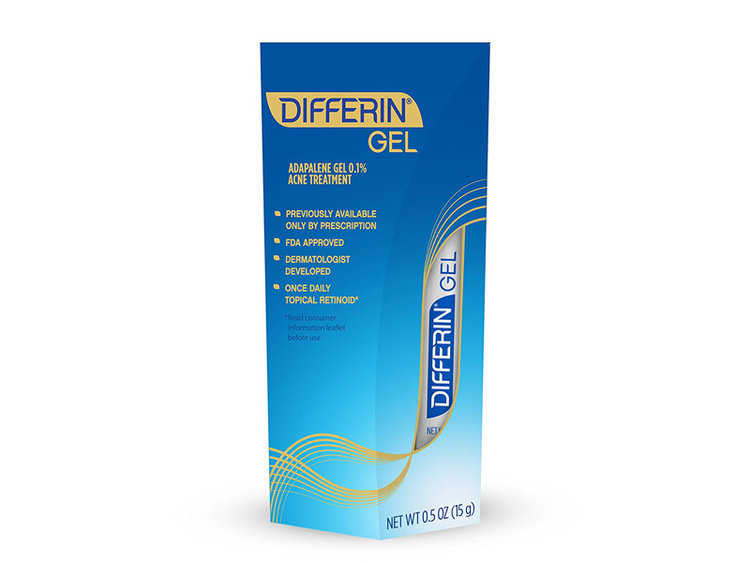 DIFFERIN®
GEL
ADAPALENE GEL 0.1%
ACNE TREATMENT
PREVIOUSLY AVAILABLE
ONLY BY PRESCRIPTION
FDA APPROVED
DERMATOLOGIST
DEVELOPED
ONCE DAILY
TOPICAL RETINOID*
*Read consumer
information leaflet
before use
DIFFERIN® GEL
NET WT 0.5 OZ (15 g)